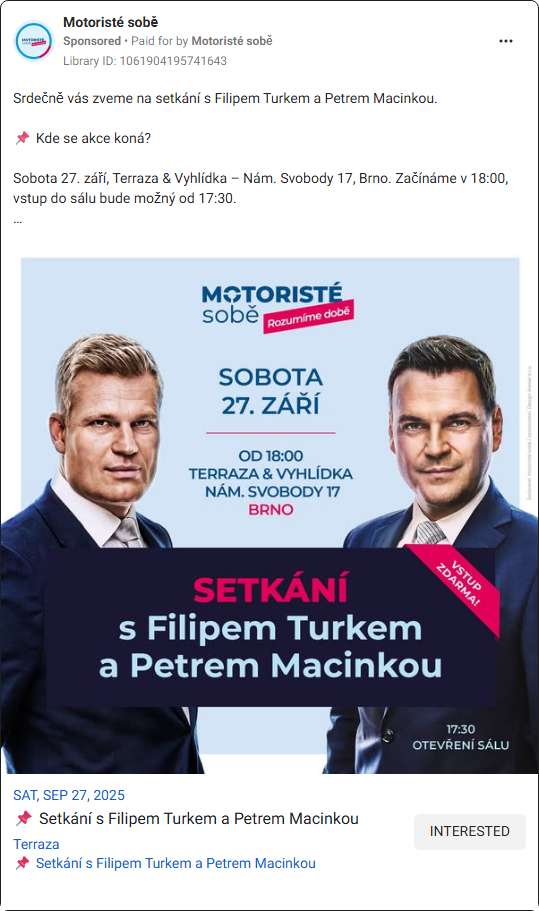 Motoristé sobě
Sponsored • Paid for by Motoristé sobě
Library ID: 1061904195741643
Srdečně vás zveme na setkání s Filipem Turkem a Petrem Macinkou.
📌 Kde se akce koná?
Sobota 27. září, Terraza & Vyhlídka – Nám. Svobody 17, Brno. Začínáme v 18:00,
vstup do sálu bude možný od 17:30.
...
MOTORISTÉ
sobě
Rozumíme době
SOBOTA
27. ZÁŘÍ
OD 18:00
TERRAZA & VYHLÍDKA
NÁM. SVOBODY 17
BRNO
VSTUP
ZDARMA!
SETKÁNÍ
s Filipem Turkem
a Petrem Macinkou
17:30
OTEVŘENÍ SÁLU
SAT, SEP 27, 2025
📌 Setkání s Filipem Turkem a Petrem Macinkou
INTERESTED
Terraza
📌 Setkání s Filipem Turkem a Petrem Macinkou